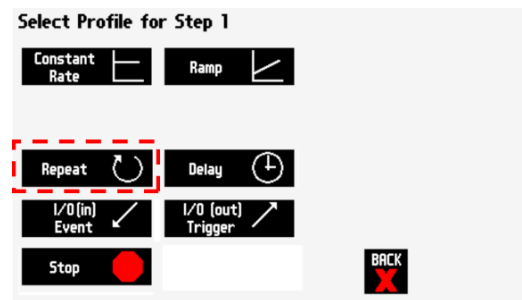 Select Profile for Step 1
Constant
Rate
Ramp
Repeat
Delay
I/O(in)
Event
I/O (out)
Trigger
Stop
BACK